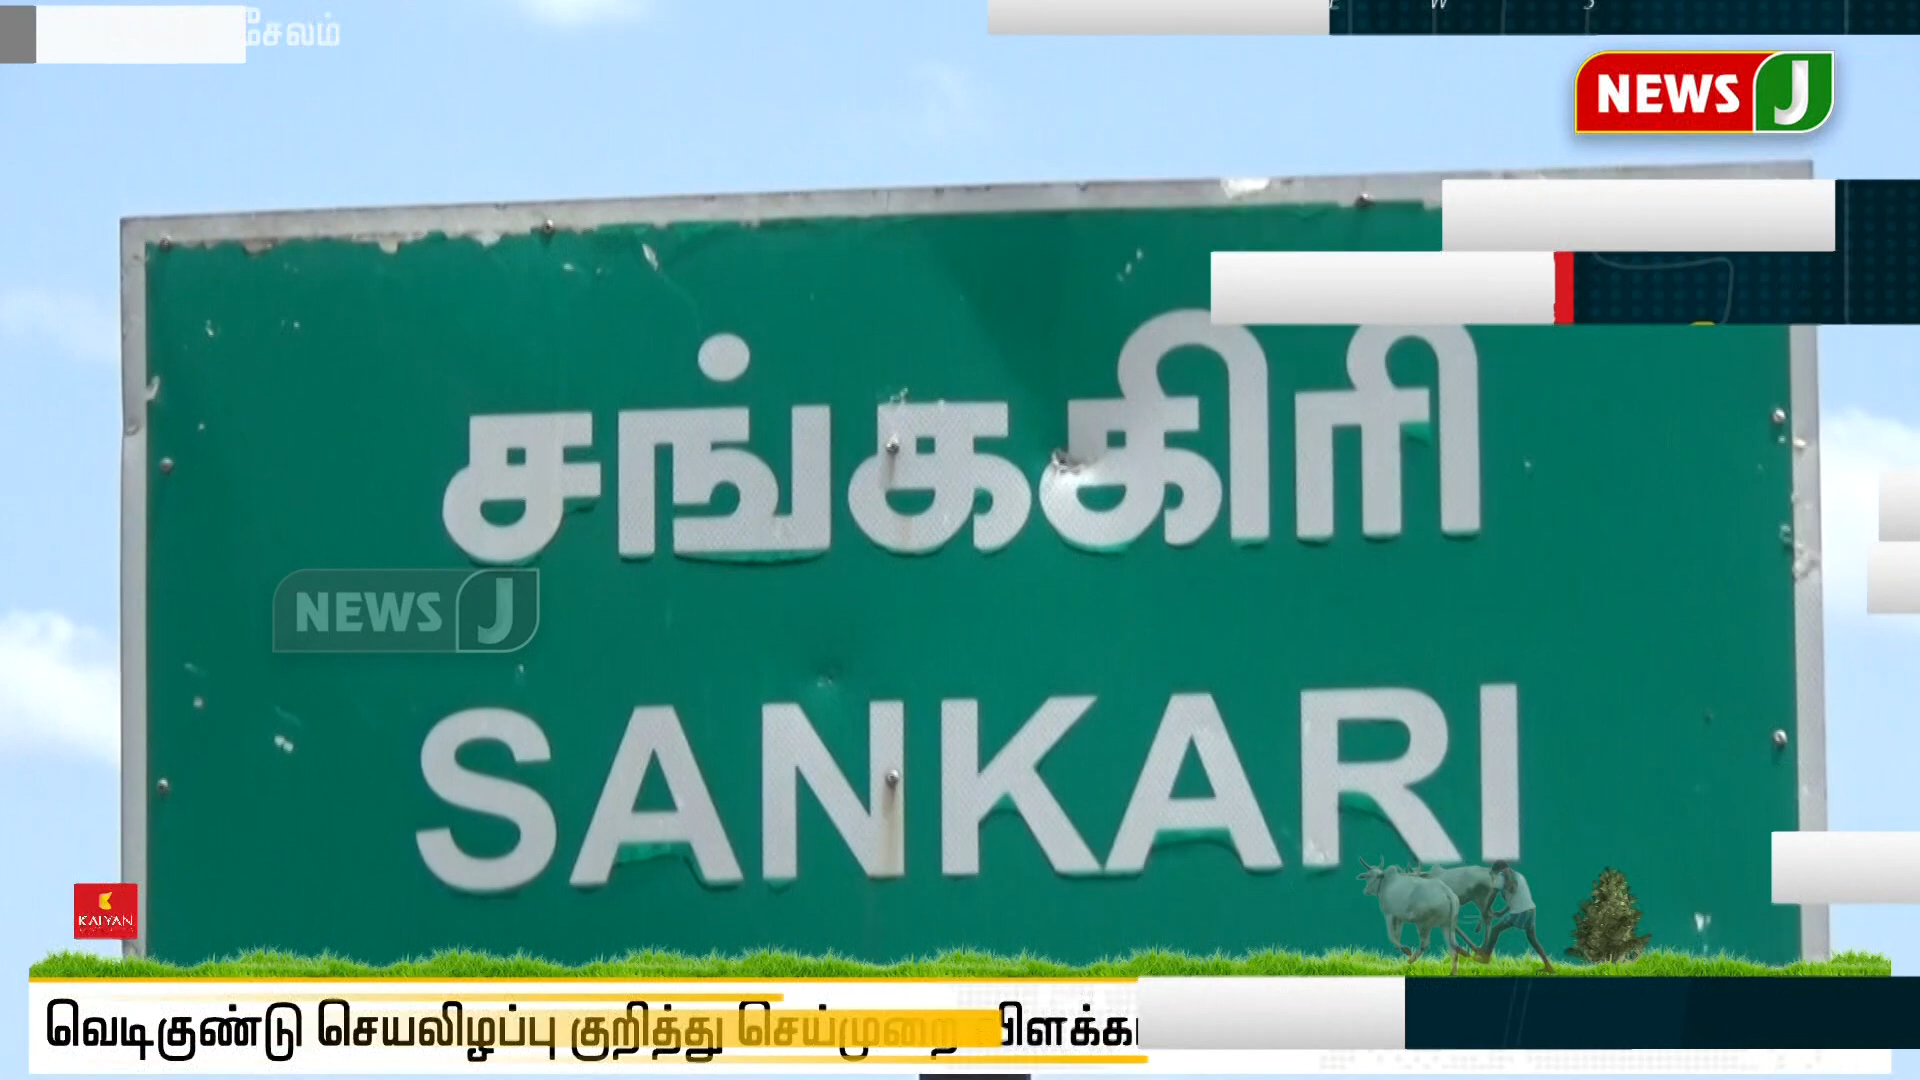 சேலம்
NEWS J
சங்ககிரி
NEWS J
SANKARI
KALYAN
வெடிகுண்டு செயலிழப்பு குறித்து செய்முறை